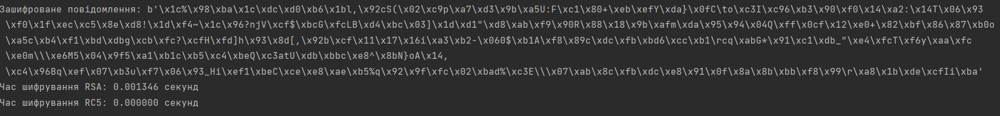 Зашифроване повідомлення: b'\x1c%\x98\xba\x1c\xdc\xd0\xb6\x1bl,\x92cS(\x02\xc9p\xa7\xd3\x9b\xa5U:F\xc1\x80+\xeb\xefY\xda}\x0fC\to\xc3I\xc96\xb3\x90\xf0\x14\xa2:\x14T\x06\x93
\xf0\x1f\xec\xc5\x8e\xd8!\x1d\xf4~\x1c\x96?njV\xcf$\xbcG\xfcLB\xd4\xbc\x03]\x1d\xd1"\xd8\xab\xf9\x90R\x88\x18\x9b\xafm\xda\x95\x94\x04Q\xff\x0cf\x12\xe0+\x82\xbf\x86\x87\xb0o
\xa5c\xb4\xf1\xbd\xdbg\xcb\xfc?\xcfH\xfd]h\x93\x8d[,\x92b\xcf\x11\x17\x16i\xa3\xb2-\x060$\xb1A\xf8\x89c\xdc\xfb\xbd6\xcc\xb1\rcq\xabG*\x91\xc1\xdb_"\xe4\xfcT\xf6y\xaa\xfc
\xe0m\\\xe6M5\x04\x9f5\xa1\xb1c\xb5\xc4\xbeQ\xc3atU\xdb\xbbc\xe8^\x8bN}oA\x14,
\xc4\x96Bq\xef\x07\xb3u\xf7\x06\x93_Hi\xef1\xbeC\xce\xe8\xae\xb5%q\x92\x9f\xfc\x02\xbad%\xc3E\\\x07\xab\x8c\xfb\xdc\xe8\x91\x0f\x8a\x8b\xbb\xf8\x99\r\xa8\x1b\xde\xcfIi\xba'
Час шифрування RSA: 0.001346 секунд
Час шифрування RC5: 0.000000 секунд